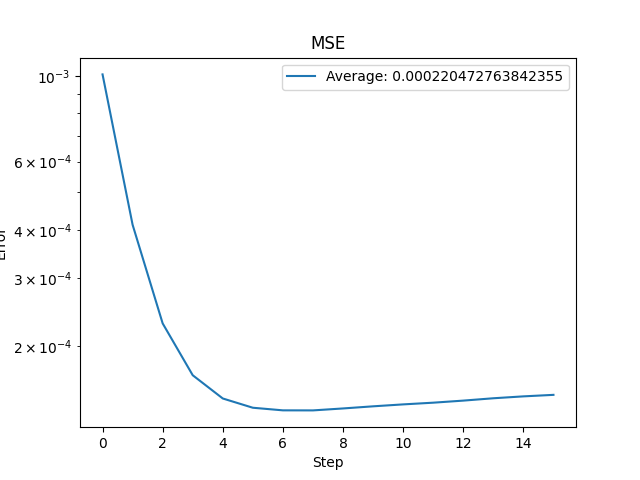 MSE
Average: 0.000220472763842355
10⁻³
6 × 10⁻⁴
4 × 10⁻⁴
3 × 10⁻⁴
2 × 10⁻⁴
Error
0 2 4 6 8 10 12 14
Step